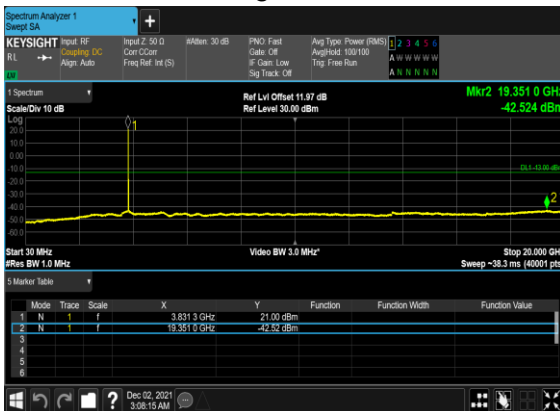 Spectrum Analyzer 1
Swept SA
+
KEYSIGHT Input: RF Input Z: 50 Ω #Atten: 30 dB PNO: Fast Avg Type: Power (RMS) 1 2 3 4 5 6
RL Coupling: DC Corr CCorr Gate: Off Avg|Hold: 100/100 A W W W W W
Align: Auto Freq Ref: Int (S) IF Gain: Low Trig: Free Run
Sig Track: Off A N N N N N
1 Spectrum Ref Lvl Offset 11.97 dB Mkr2 19.351 0 GHz
Scale/Div 10 dB Ref Level 30.00 dBm -42.524 dBm
Log
1
20.0
10.0
0.00
-10.0 DL1 -13.00 dBm
-20.0
-30.0
-40.0 2
-50.0
-60.0
Start 30 MHz Video BW 3.0 MHz* Stop 20.000 GH
#Res BW 1.0 MHz Sweep ~38.3 ms (40001 pts
5 Marker Table
Mode Trace Scale X Y Function Function Width Function Value
1 N 1 f 3.831 3 GHz 21.00 dBm
2 N 1 f 19.351 0 GHz -42.52 dBm
3
4
5
6
? Dec 02, 2021
3:08:15 AM